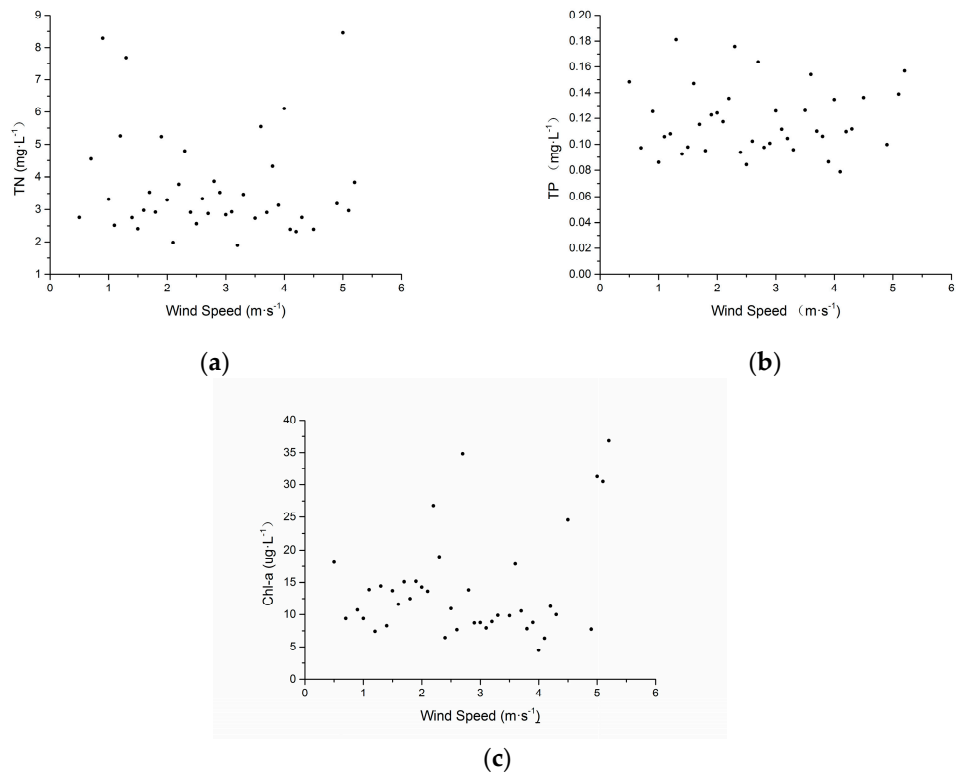 9
8
7
6
5
4
3
2
1
TN (mg·L⁻¹)
0 1 2 3 4 5 6
Wind Speed (m·s⁻¹)
(a)
0.20
0.18
0.16
0.14
0.12
0.10
0.08
0.06
0.04
0.02
0.00
TP （mg·L⁻¹）
0 1 2 3 4 5 6
Wind Speed （m·s⁻¹）
(b)
40
35
30
25
20
15
10
5
0
Chl-a (ug·L⁻¹）
0 1 2 3 4 5 6
Wind Speed (m·s⁻¹)
(c)